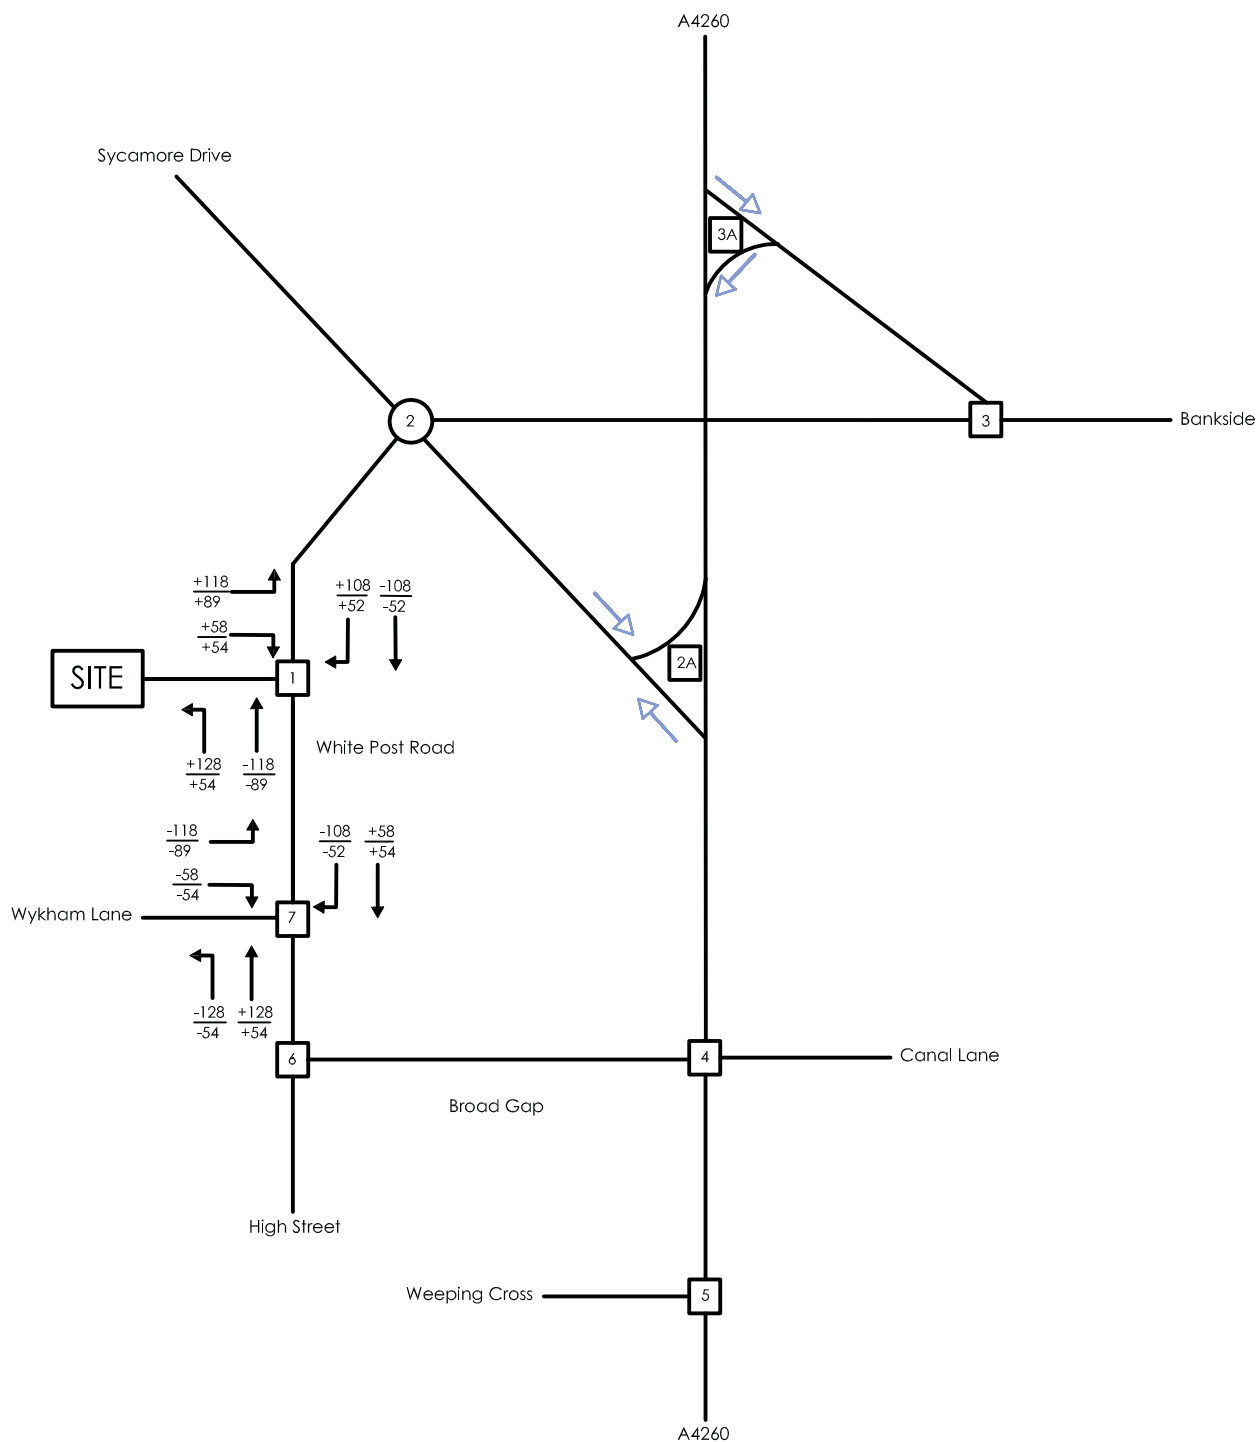 A4260
Sycamore Drive
3A
2
3
Bankside
+118
+89
+108
+52
-108
-52
+58
+54
SITE
1
2A
+128
+54
-118
-89
White Post Road
-118
-89
-108
-52
+58
+54
-58
-54
Wykham Lane
7
-128
-54
+128
+54
6
4
Canal Lane
Broad Gap
High Street
Weeping Cross
5
A4260